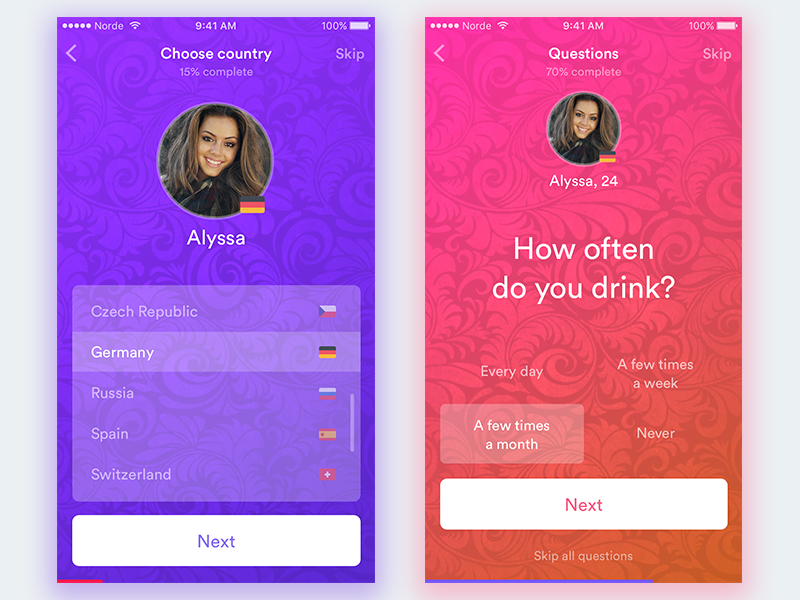 Norde 9:41 AM 100%
Choose country Skip
15% complete
Alyssa
Czech Republic
Germany
Russia
Spain
Switzerland
Next
Norde 9:41 AM 100%
Questions Skip
70% complete
Alyssa, 24
How often
do you drink?
Every day
A few times
a week
A few times
a month
Never
Next
Skip all questions